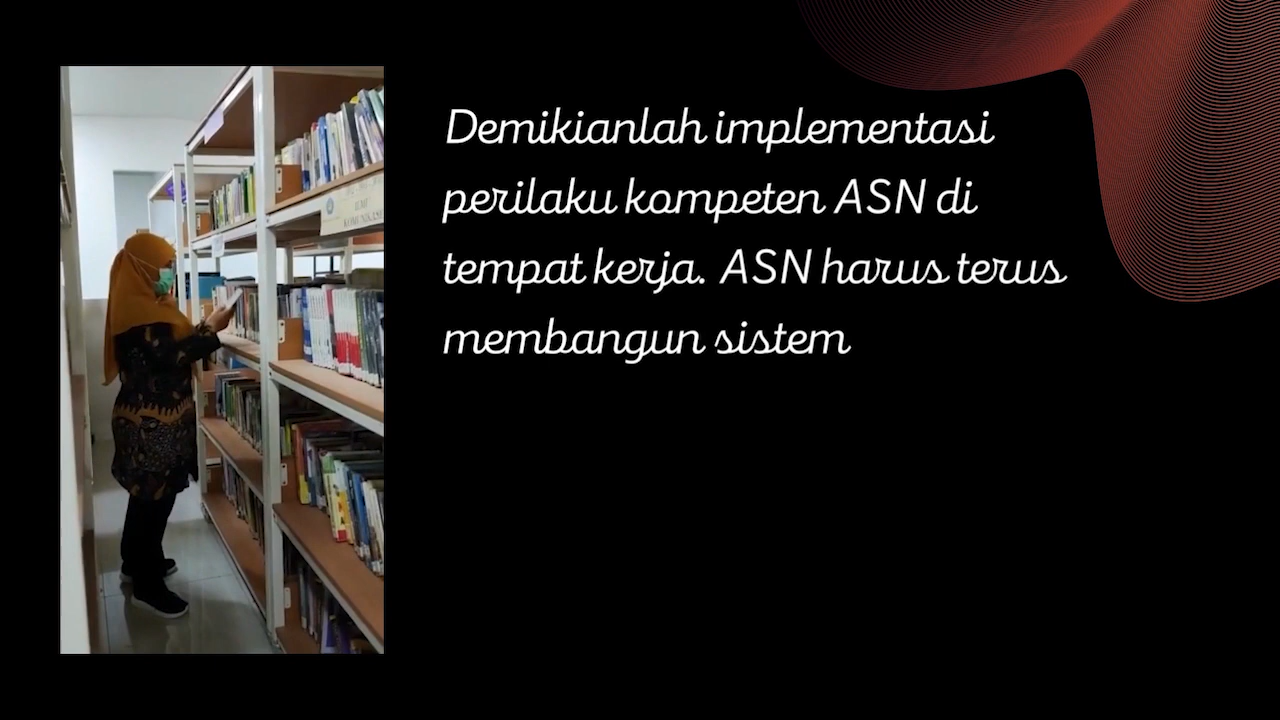 Demikianlah implementasi
perilaku kompeten ASN di
tempat kerja. ASN harus terus
membangun sistem